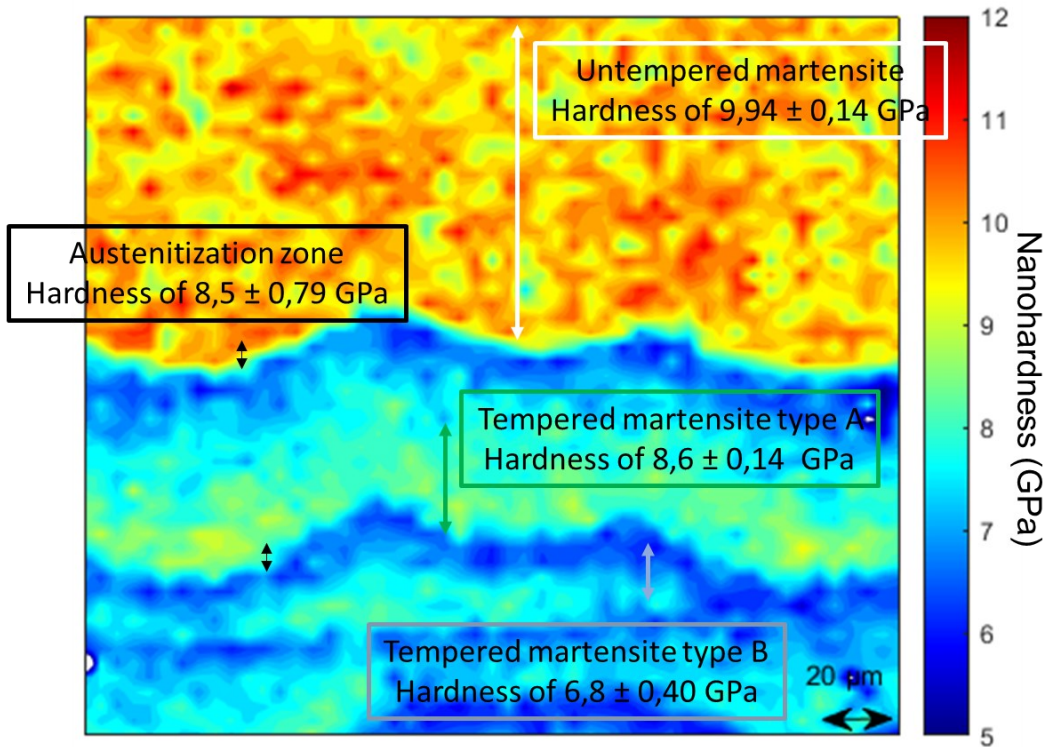 Untempered martensite
Hardness of 9,94 ± 0,14 GPa
Austenitization zone
Hardness of 8,5 ± 0,79 GPa
Tempered martensite type A
Hardness of 8,6 ± 0,14 GPa
Tempered martensite type B
Hardness of 6,8 ± 0,40 GPa
20 μm
12
11
10
9
8
7
6
5
Nanohardness (GPa)